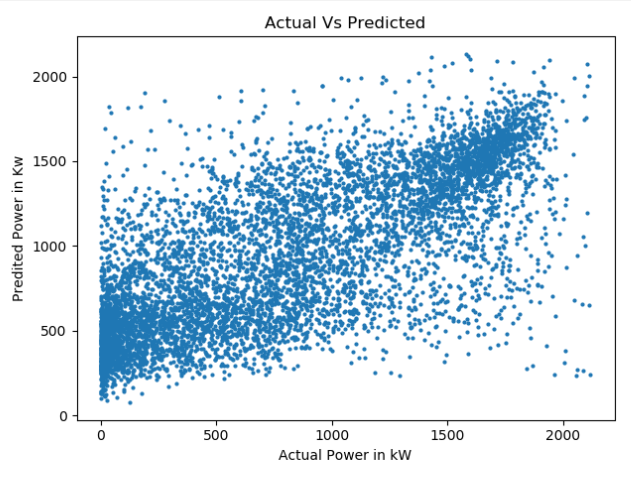 Actual Vs Predicted
Predited Power in Kw
2000
1500
1000
500
0
0 500 1000 1500 2000
Actual Power in kW